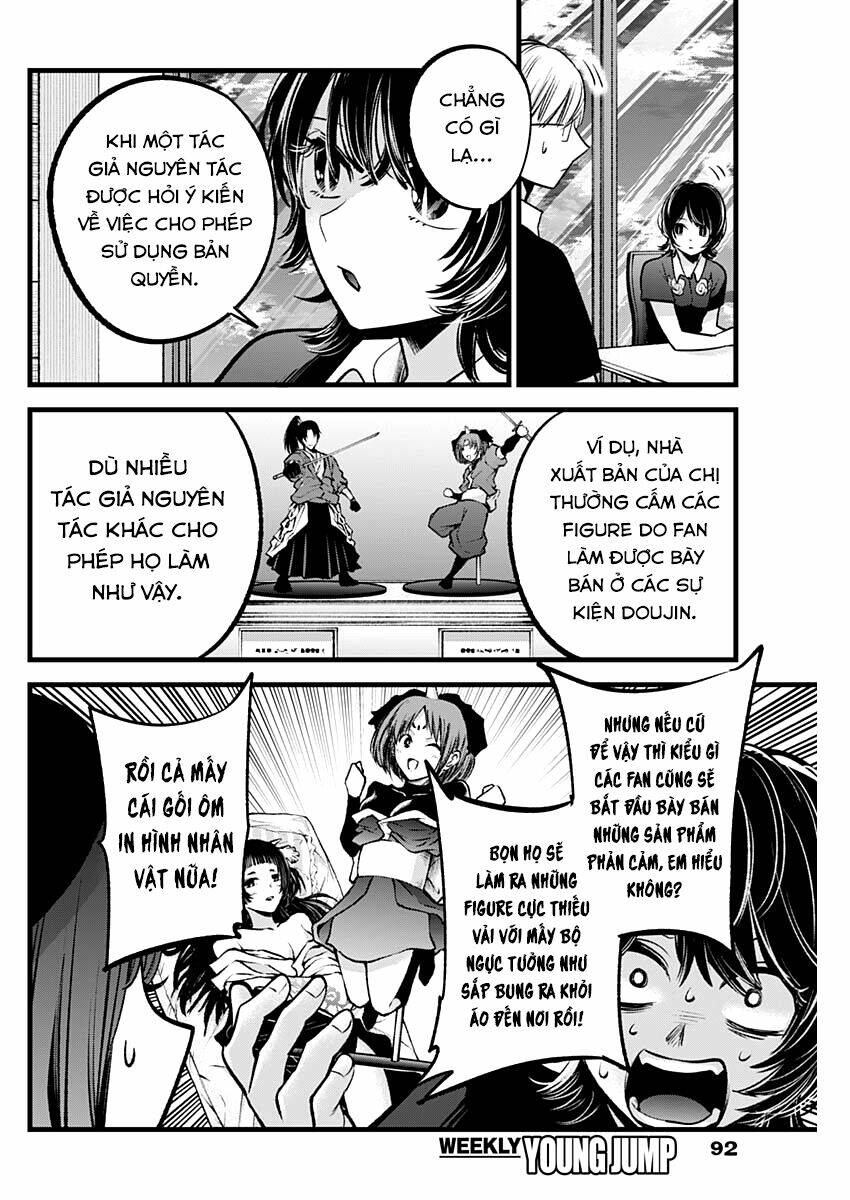 CHẲNG
CÓ GÌ
LẠ...
KHI MỘT TÁC
GIẢ NGUYÊN TÁC
ĐƯỢC HỎI Ý KIẾN
VỀ VIỆC CHO PHÉP
SỬ DỤNG BẢN
QUYỀN.
VÍ DỤ, NHÀ
XUẤT BẢN CỦA CHỊ
THƯỜNG CẤM CÁC
FIGURE DO FAN
LÀM ĐƯỢC BÀY
BÁN Ở CÁC SỰ
KIỆN DOUJIN.
DÙ NHIỀU
TÁC GIẢ NGUYÊN
TÁC KHÁC CHO
PHÉP HỌ LÀM
NHƯ VẬY.
NHƯNG NẾU CỨ
ĐỂ VẬY THÌ KIỂU GÌ
CÁC FAN CŨNG SẼ
BẮT ĐẦU BÀY BÁN
NHỮNG SẢN PHẨM
PHẢN CẢM, EM HIỂU
KHÔNG?
BỌN HỌ SẼ
LÀM RA NHỮNG
FIGURE CỰC THIẾU
VẢI VỚI MẤY BỘ
NGỰC TƯỞNG NHƯ
SẮP BUNG RA KHỎI
ÁO ĐẾN NƠI RỒI!
RỒI CẢ MẤY
CÁI GỐI ÔM
IN HÌNH NHÂN
VẬT NỮA!
WEEKLY YOUNG JUMP 92